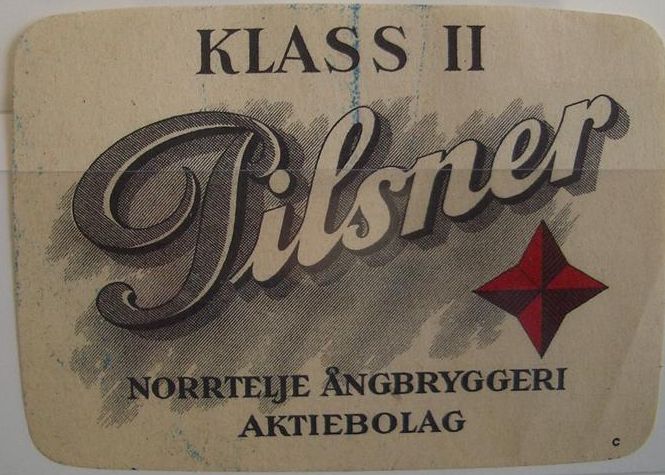 KLASS II
Pilsner
NORRTELJE ÅNGBRYGGERI
AKTIEBOLAG
C